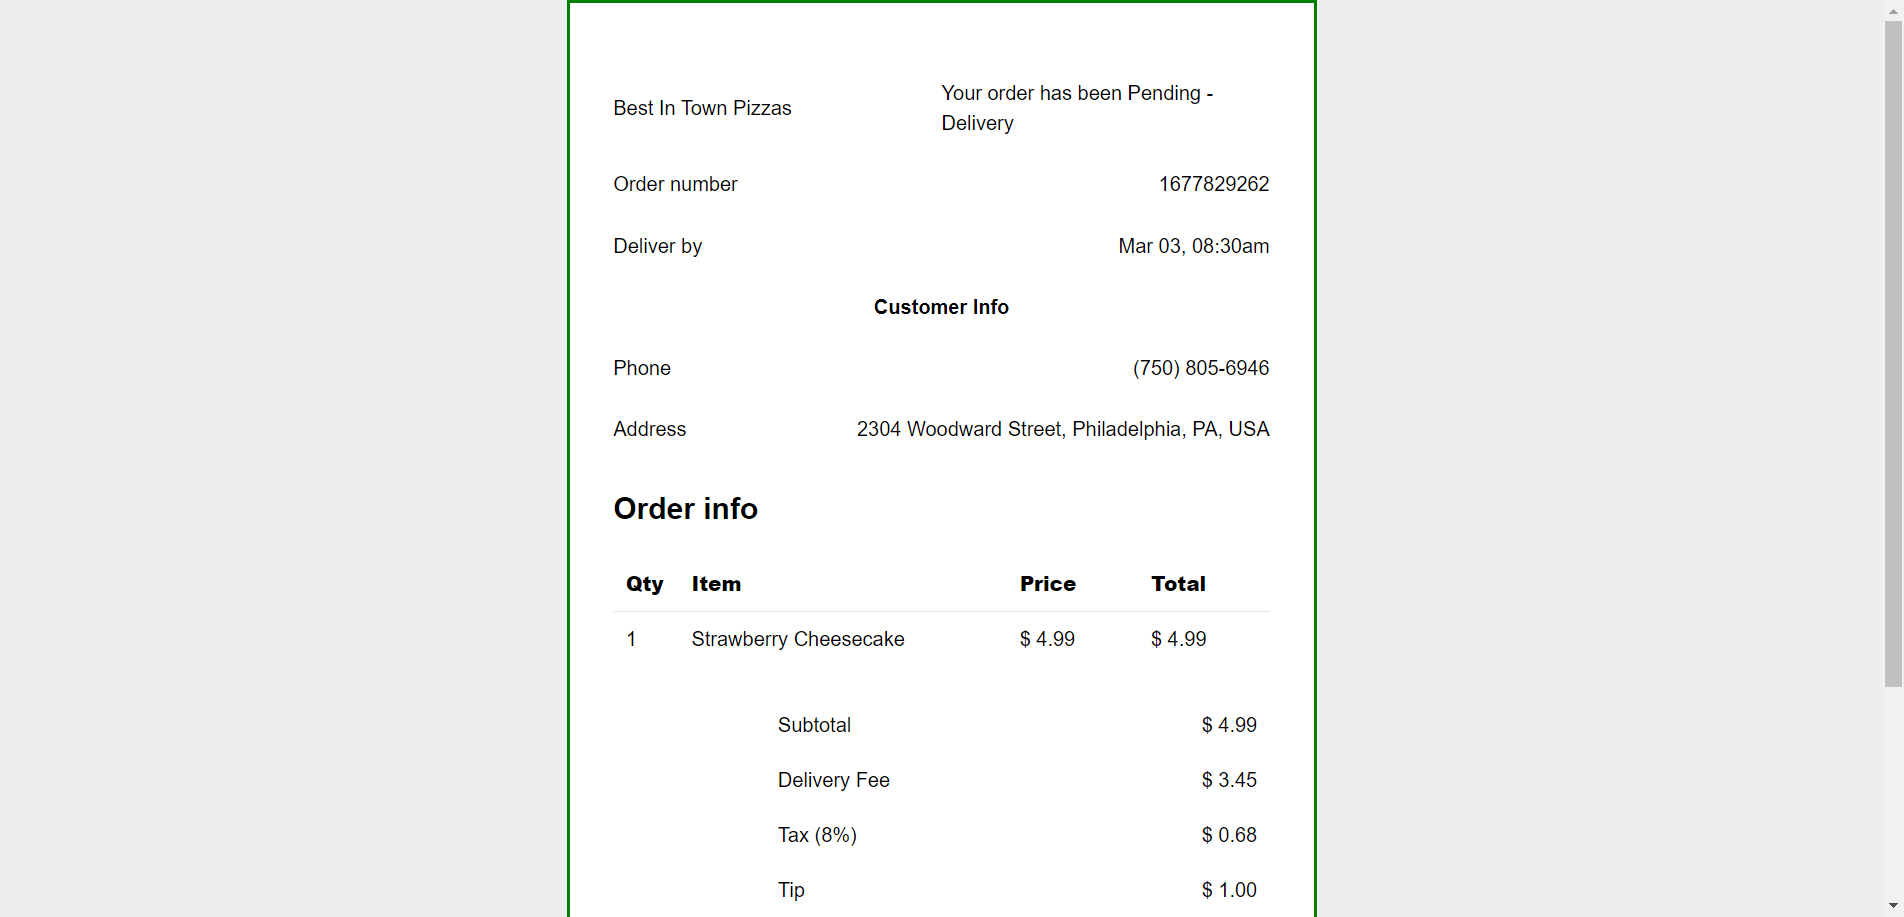 Best In Town Pizzas
Your order has been Pending -
Delivery
Order number 1677829262
Deliver by Mar 03, 08:30am
Customer Info
Phone (750) 805-6946
Address 2304 Woodward Street, Philadelphia, PA, USA
Order info
Qty Item Price Total
1 Strawberry Cheesecake $ 4.99 $ 4.99
Subtotal $ 4.99
Delivery Fee $ 3.45
Tax (8%) $ 0.68
Tip $ 1.00